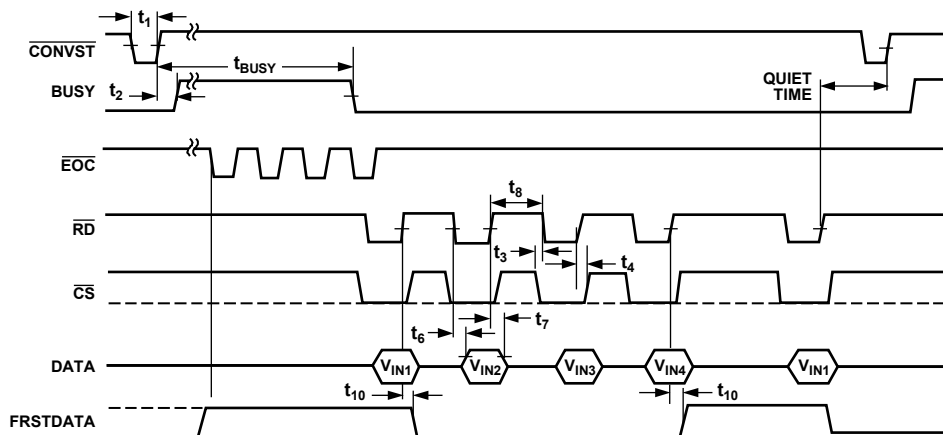 t1
CONVST
tBUSY
BUSY
t2
QUIET
TIME
EOC
t8
RD
t3
t4
CS
t6
t7
DATA
VIN1
VIN2
VIN3
VIN4
VIN1
t10
t10
FRSTDATA